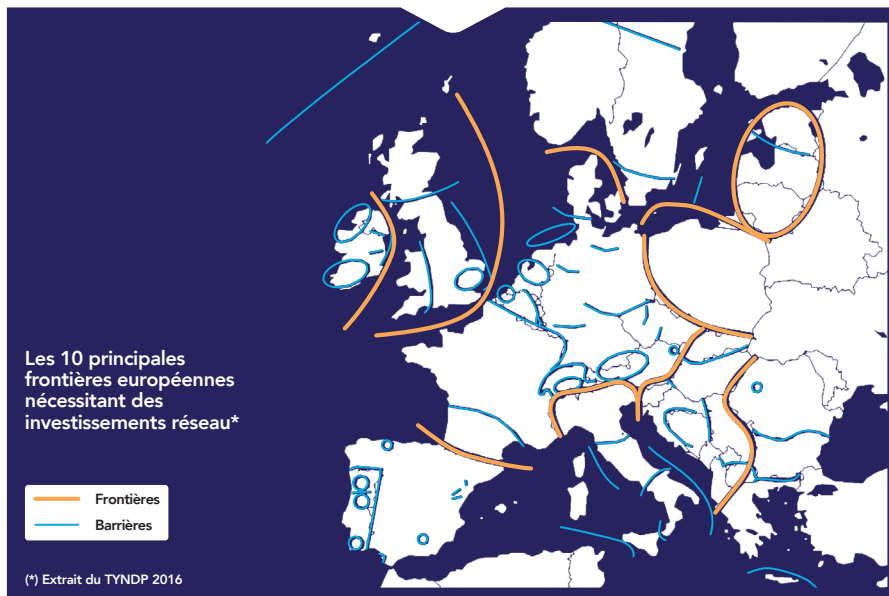 Les 10 principales
frontières européennes
nécessitant des
investissements réseau*
Frontières
Barrières
(*) Extrait du TYNDP 2016